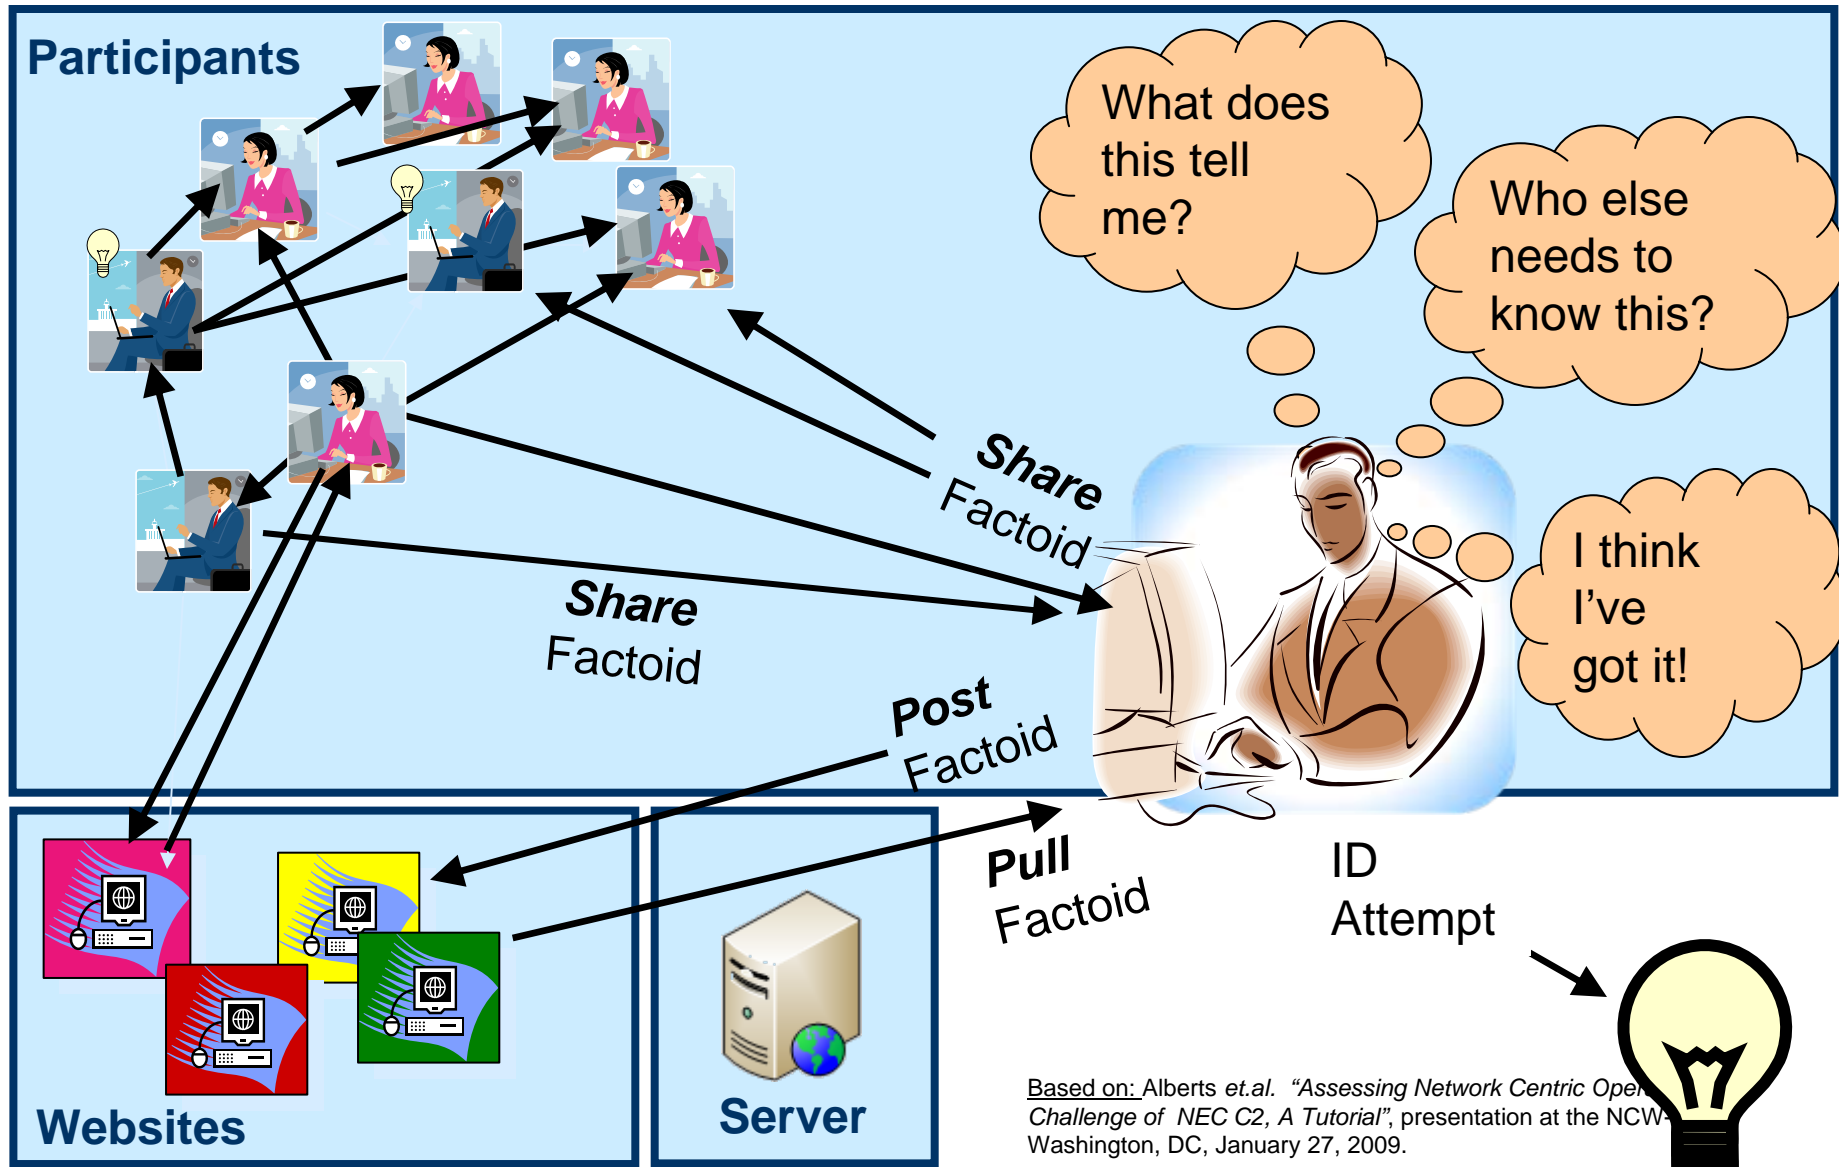 Participants
What does
this tell
me?
Who else
needs to
know this?
I think
I've
got it!
Share
Factoid
Share
Factoid
Post
Factoid
Pull
Factoid
ID
Attempt
Websites
Server
Based on: Alberts et.al. “Assessing Network Centric
Challenge of NEC C2, A Tutorial”, presentation at the NCW-
Washington, DC, January 27, 2009.